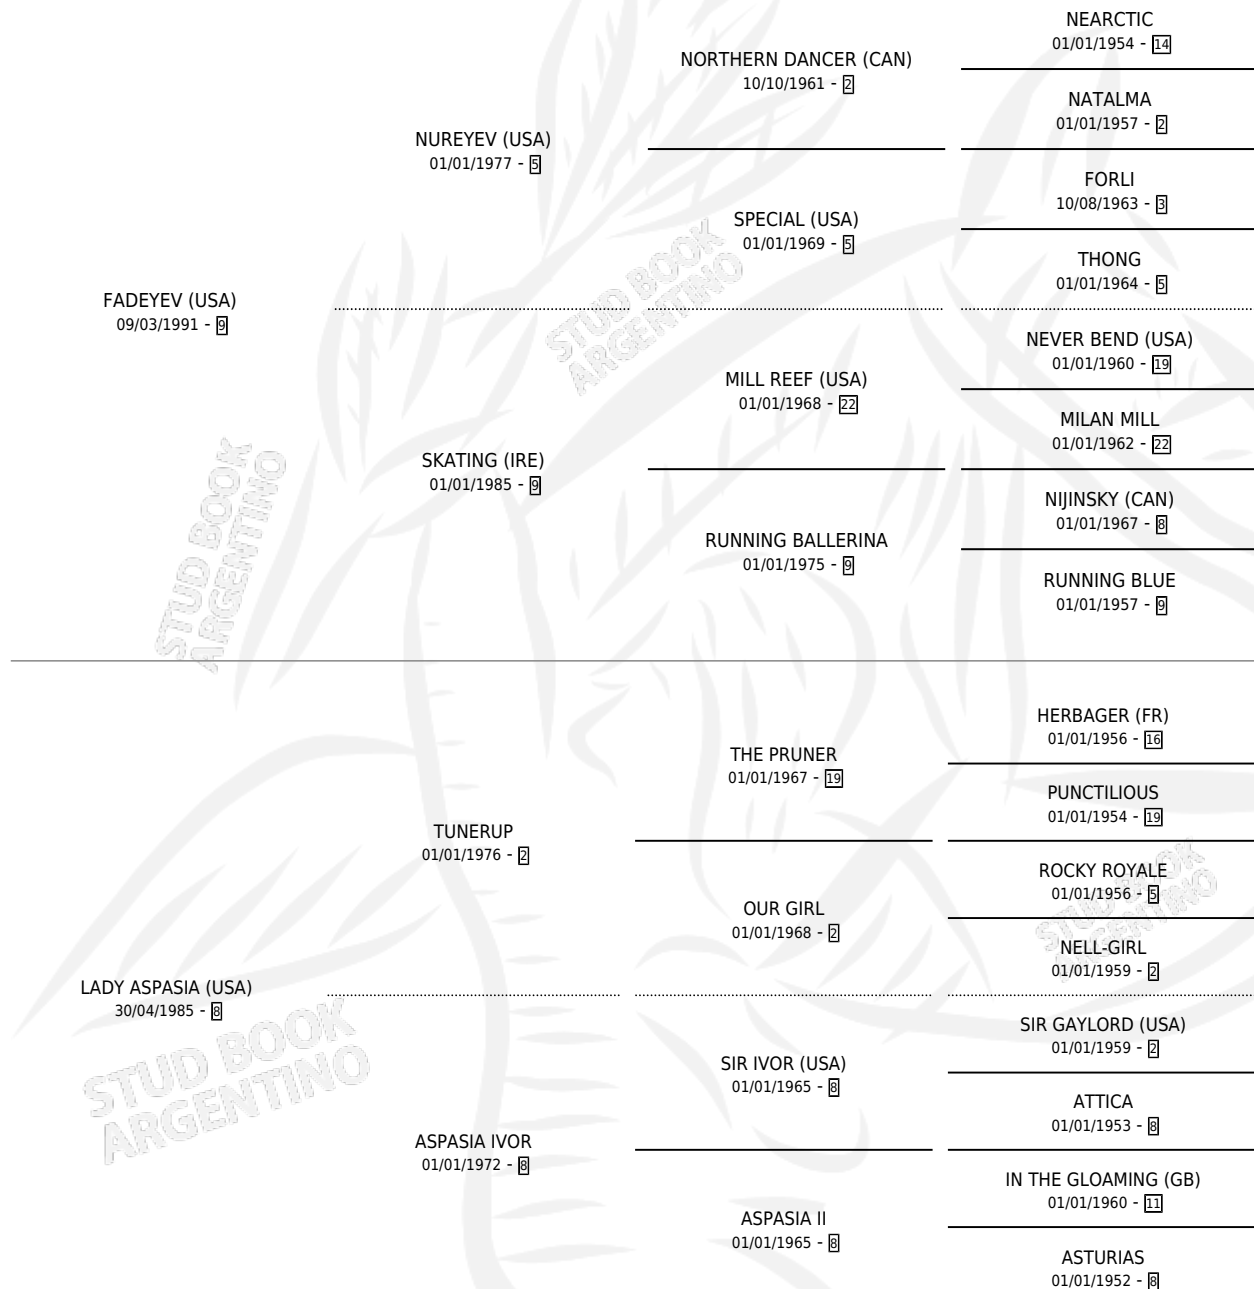 NEARCTIC
01/01/1954 - 14
NORTHERN DANCER (CAN)
10/10/1961 - 2
NATALMA
01/01/1957 - 2
NUREYEV (USA)
01/01/1977 - 5
FORLI
10/08/1963 - 3
SPECIAL (USA)
01/01/1969 - 5
THONG
01/01/1964 - 5
FADEYEV (USA)
09/03/1991 - 9
NEVER BEND (USA)
01/01/1960 - 19
MILL REEF (USA)
01/01/1968 - 22
MILAN MILL
01/01/1962 - 22
SKATING (IRE)
01/01/1985 - 9
NIJINSKY (CAN)
01/01/1967 - 8
RUNNING BALLERINA
01/01/1975 - 9
RUNNING BLUE
01/01/1957 - 9
STUD BOOK
ARGENTINO
STUD BOOK
ARGENTINO
HERBAGER (FR)
01/01/1956 - 16
THE PRUNER
01/01/1967 - 19
PUNCTILIOUS
01/01/1954 - 19
TUNERUP
01/01/1976 - 2
ROCKY ROYALE
01/01/1956 - 5
OUR GIRL
01/01/1968 - 2
NELL-GIRL
01/01/1959 - 2
LADY ASPASIA (USA)
30/04/1985 - 8
SIR GAYLORD (USA)
01/01/1959 - 2
SIR IVOR (USA)
01/01/1965 - 8
ATTICA
01/01/1953 - 8
ASPASIA IVOR
01/01/1972 - 8
IN THE GLOAMING (GB)
01/01/1960 - 11
ASPASIA II
01/01/1965 - 8
ASTURIAS
01/01/1952 - 8
STUD BOOK
ARGENTINO
STUD BOOK
ARGENTINO